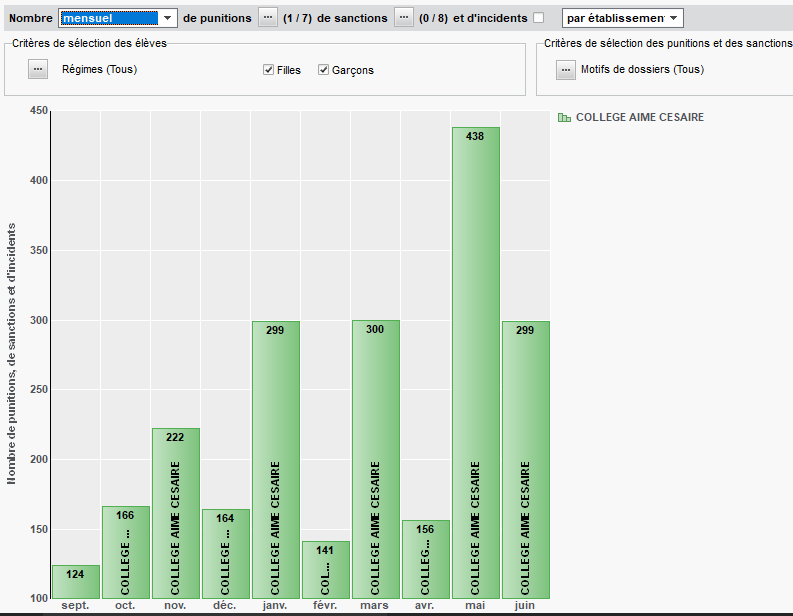 Nombre mensuel de punitions ... (1 / 7) de sanctions ... (0 / 8) et d'incidents par établissemen
Critères de sélection des élèves
Critères de sélection des punitions et des sanctions
... Régimes (Tous) Filles Garçons
... Motifs de dossiers (Tous)
COLLEGE AIME CESAIRE
Nombre de punitions, de sanctions et d'incidents
450
400
350
300
250
200
150
100
124
166
COLLEGE ...
222
COLLEGE AIME CESAIRE
164
COLLEGE ...
299
COLLEGE AIME CESAIRE
141
COL...
300
COLLEGE AIME CESAIRE
156
COLLEG...
438
COLLEGE AIME CESAIRE
299
COLLEGE AIME CESAIRE
sept. oct. nov. déc. janv. févr. mars avr. mai juin